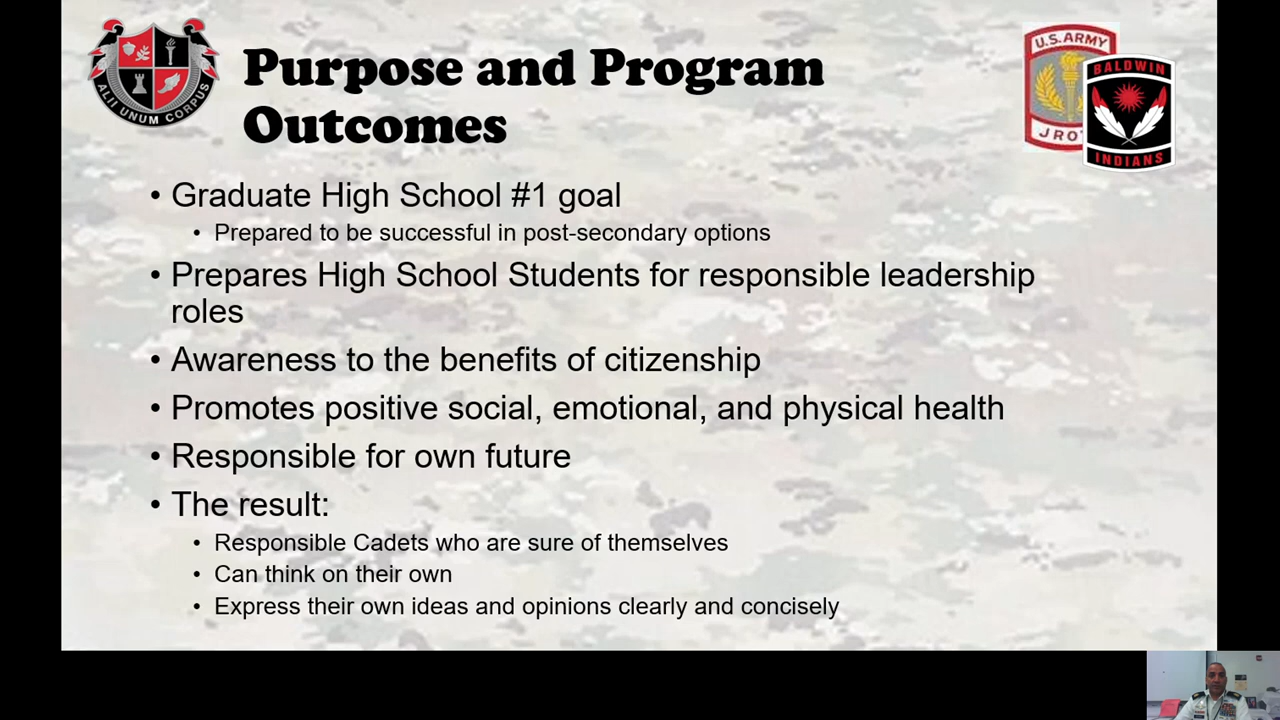 Purpose and Program
Outcomes
ALII UNUM CORPUS
U.S. ARMY
JRO
BALDWIN
INDIANS
• Graduate High School #1 goal
• Prepared to be successful in post-secondary options
• Prepares High School Students for responsible leadership
roles
• Awareness to the benefits of citizenship
• Promotes positive social, emotional, and physical health
• Responsible for own future
• The result:
• Responsible Cadets who are sure of themselves
• Can think on their own
• Express their own ideas and opinions clearly and concisely